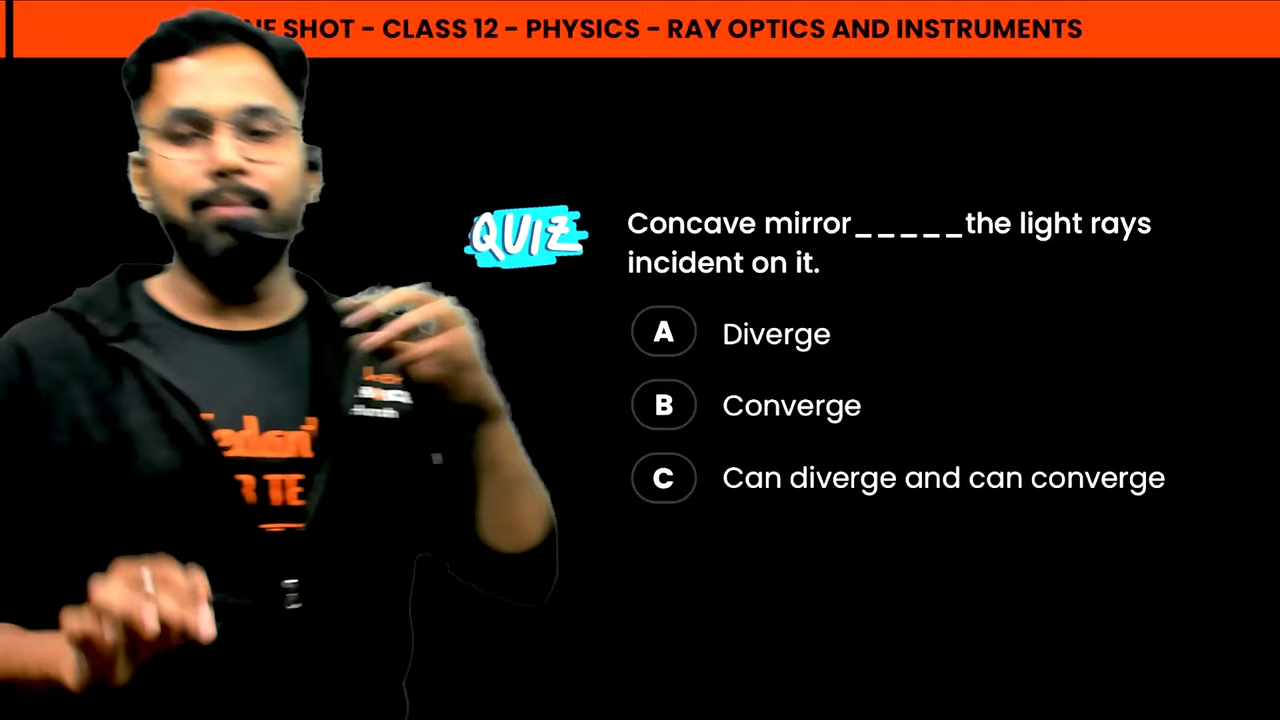 SHOT - CLASS 12 - PHYSICS - RAY OPTICS AND INSTRUMENTS
QUIZ
Concave mirror_____the light rays
incident on it.
A Diverge
B Converge
C Can diverge and can converge